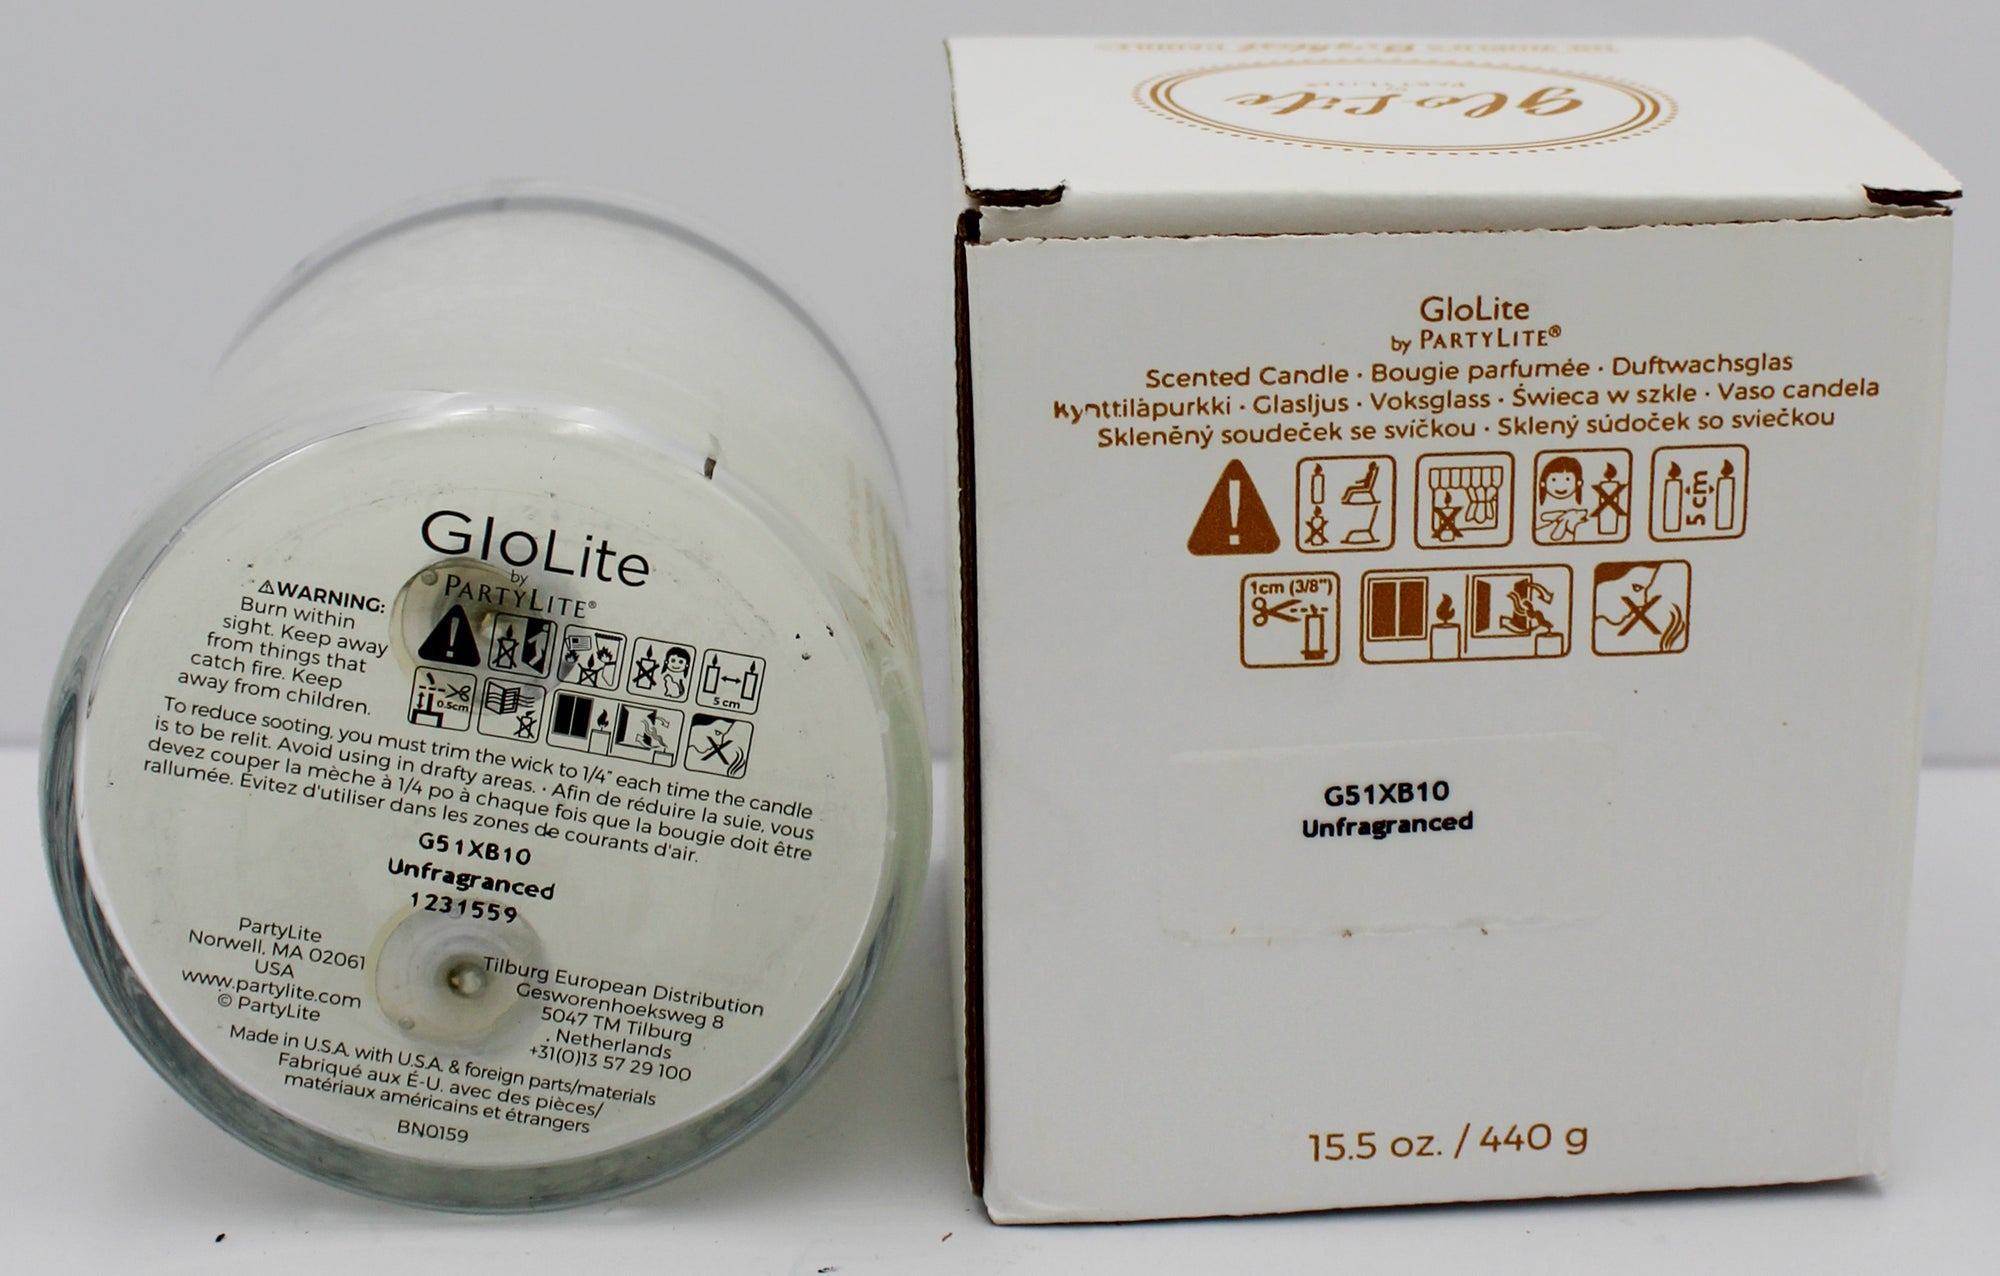 GloLite
by
PARTYLITE®
⚠WARNING:
Burn within
sight. Keep away
from things that
catch fire. Keep
away from children.
5 cm
0.5cm
To reduce sooting, you must trim the wick to 1/4" each time the candle
is to be relit. Avoid using in drafty areas. · Afin de réduire la suie, vous
devez couper la mèche à 1/4 po à chaque fois que la bougie doit être
rallumée. Évitez d'utiliser dans les zones de courants d'air.
G51XB10
Unfragranced
1231559
PartyLite
Norwell, MA 02061
USA
www.partylite.com
© PartyLite
Tilburg European Distribution
Gesworenhoeksweg 8
5047 TM Tilburg
. Netherlands
+31(0)13 57 29 100
Made in U.S.A. with U.S.A. & foreign parts/materials
Fabriqué aux É-U. avec des pièces/
matériaux américains et étrangers
BN0159
THE WORLD'S Brightest CANDLE
gloLite
by
PARTYLITE®
GloLite
by PARTYLITE®
Scented Candle · Bougie parfumée · Duftwachsglas
Kynttiläpurkki · Glasljus · Voksglass · Świeca w szkle · Vaso candela
Skleněný soudeček se svíčkou · Sklený súdoček so sviečkou
5 cm
1cm (3/8")
G51XB10
Unfragranced
15.5 oz. / 440 g